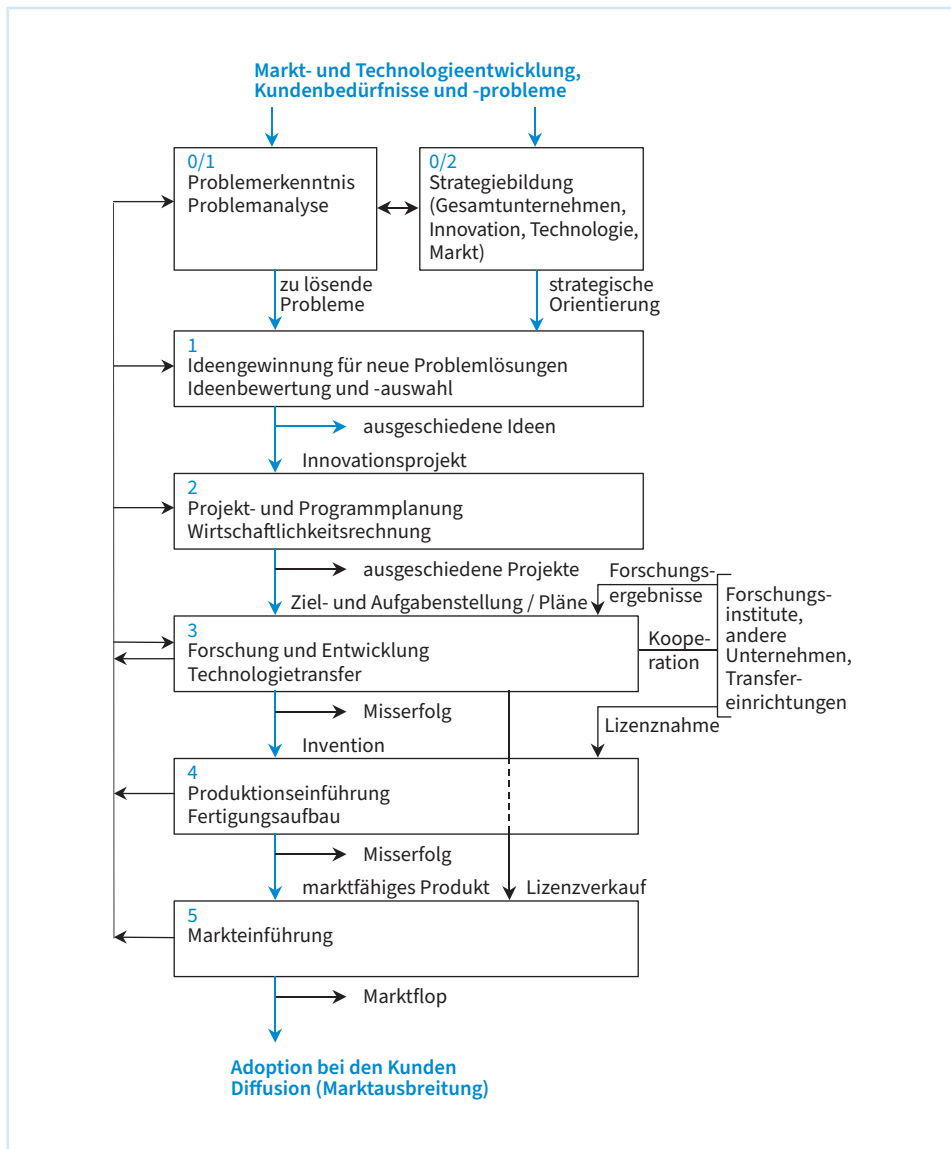 Markt- und Technologieentwicklung,
Kundenbedürfnisse und -probleme
0/1
Problemerkenntnis
Problemanalyse
0/2
Strategiebildung
(Gesamtunternehmen,
Innovation, Technologie,
Markt)
zu lösende
Probleme
strategische
Orientierung
1
Ideengewinnung für neue Problemlösungen
Ideenbewertung und -auswahl
ausgeschiedene Ideen
Innovationsprojekt
2
Projekt- und Programmplanung
Wirtschaftlichkeitsrechnung
ausgeschiedene Projekte
Ziel- und Aufgabenstellung / Pläne
Forschungs-
ergebnisse
Forschungs-
institute,
andere
Unternehmen,
Transfer-
einrichtungen
3
Forschung und Entwicklung
Technologietransfer
Koope-
ration
Misserfolg
Lizenznahme
Invention
4
Produktionseinführung
Fertigungsaufbau
Misserfolg
marktfähiges Produkt
Lizenzverkauf
5
Markteinführung
Marktflop
Adoption bei den Kunden
Diffusion (Marktausbreitung)